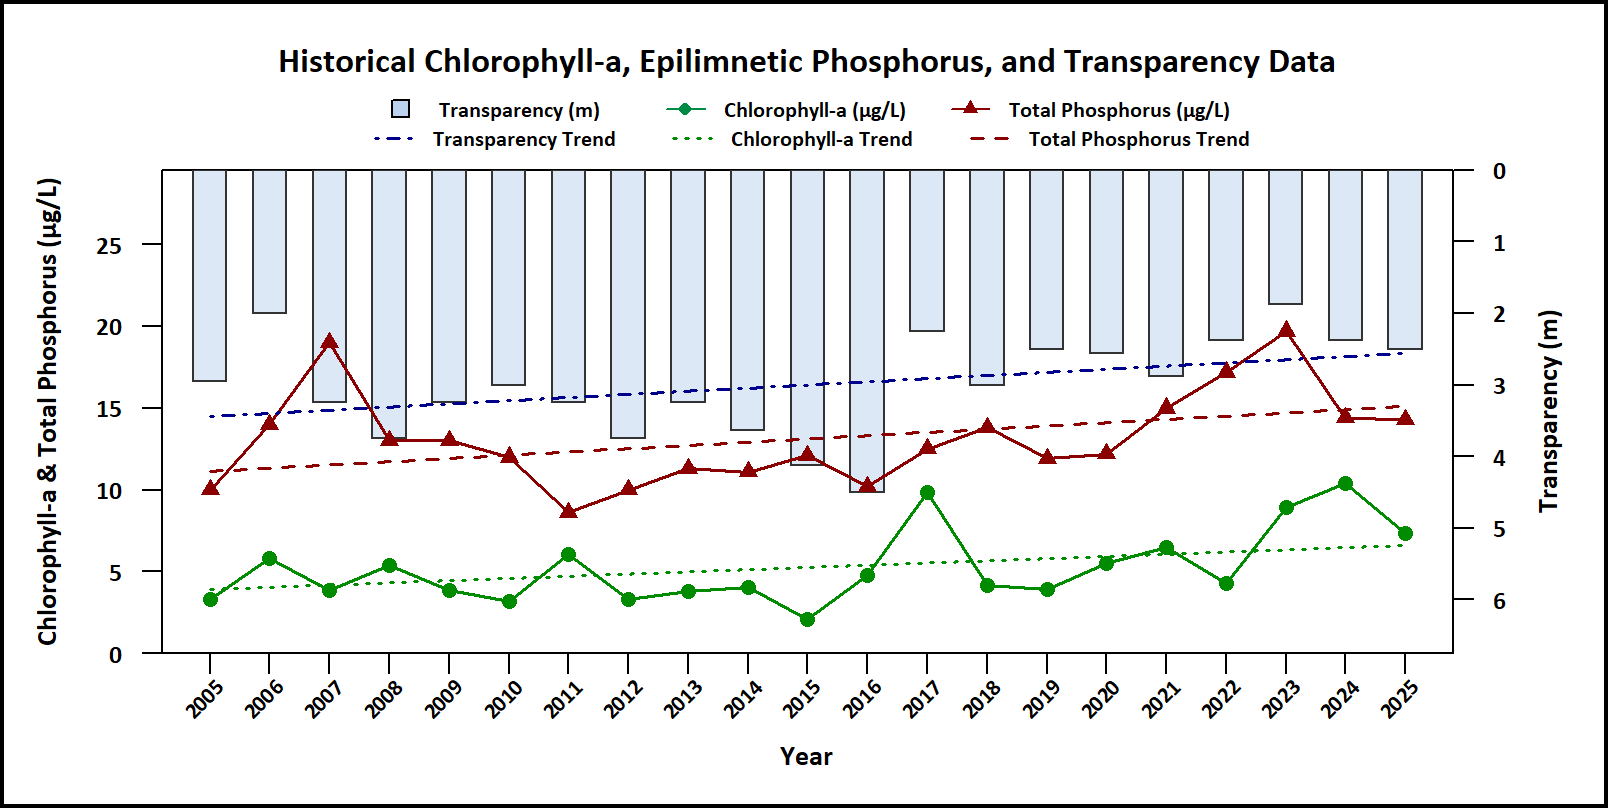 Historical Chlorophyll-a, Epilimnetic Phosphorus, and Transparency Data
Transparency (m) Chlorophyll-a (µg/L) Total Phosphorus (µg/L)
Transparency Trend Chlorophyll-a Trend Total Phosphorus Trend
Chlorophyll-a & Total Phosphorus (µg/L)
25
20
15
10
5
0
0
1
2
3
4
5
6
Transparency (m)
2005 2006 2007 2008 2009 2010 2011 2012 2013 2014 2015 2016 2017 2018 2019 2020 2021 2022 2023 2024 2025
Year